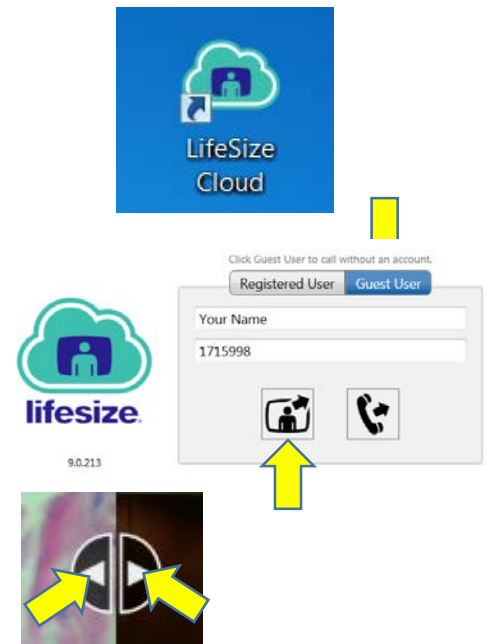 LifeSize
Cloud
Click Guest User to call without an account.
Registered User Guest User
Your Name
1715998
lifesize.
9.0.213